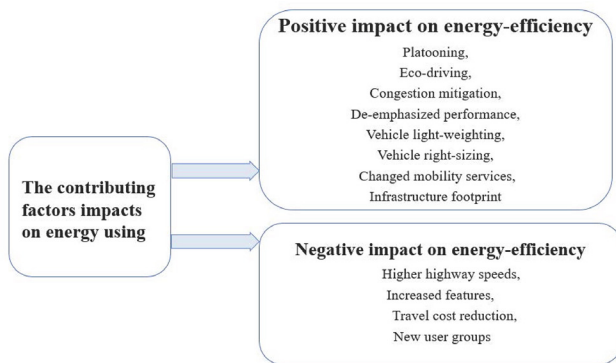 Positive impact on energy-efficiency
Platooning,
Eco-driving,
Congestion mitigation,
De-emphasized performance,
Vehicle light-weighting,
Vehicle right-sizing,
Changed mobility services,
Infrastructure footprint
The contributing
factors impacts
on energy using
Negative impact on energy-efficiency
Higher highway speeds,
Increased features,
Travel cost reduction,
New user groups